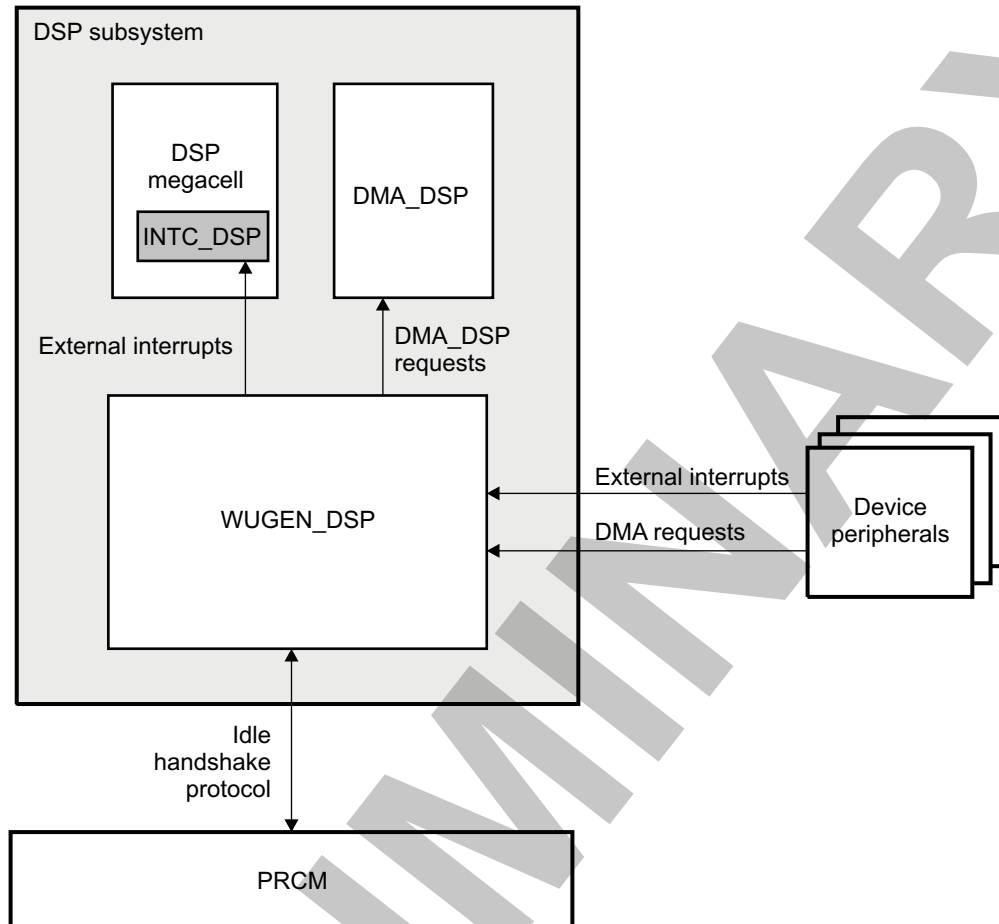 DSP subsystem
DSP
megacell
INTC_DSP
DMA_DSP
External interrupts
DMA_DSP
requests
WUGEN_DSP
External interrupts
DMA requests
Device
peripherals
Idle
handshake
protocol
PRCM
IMINARY